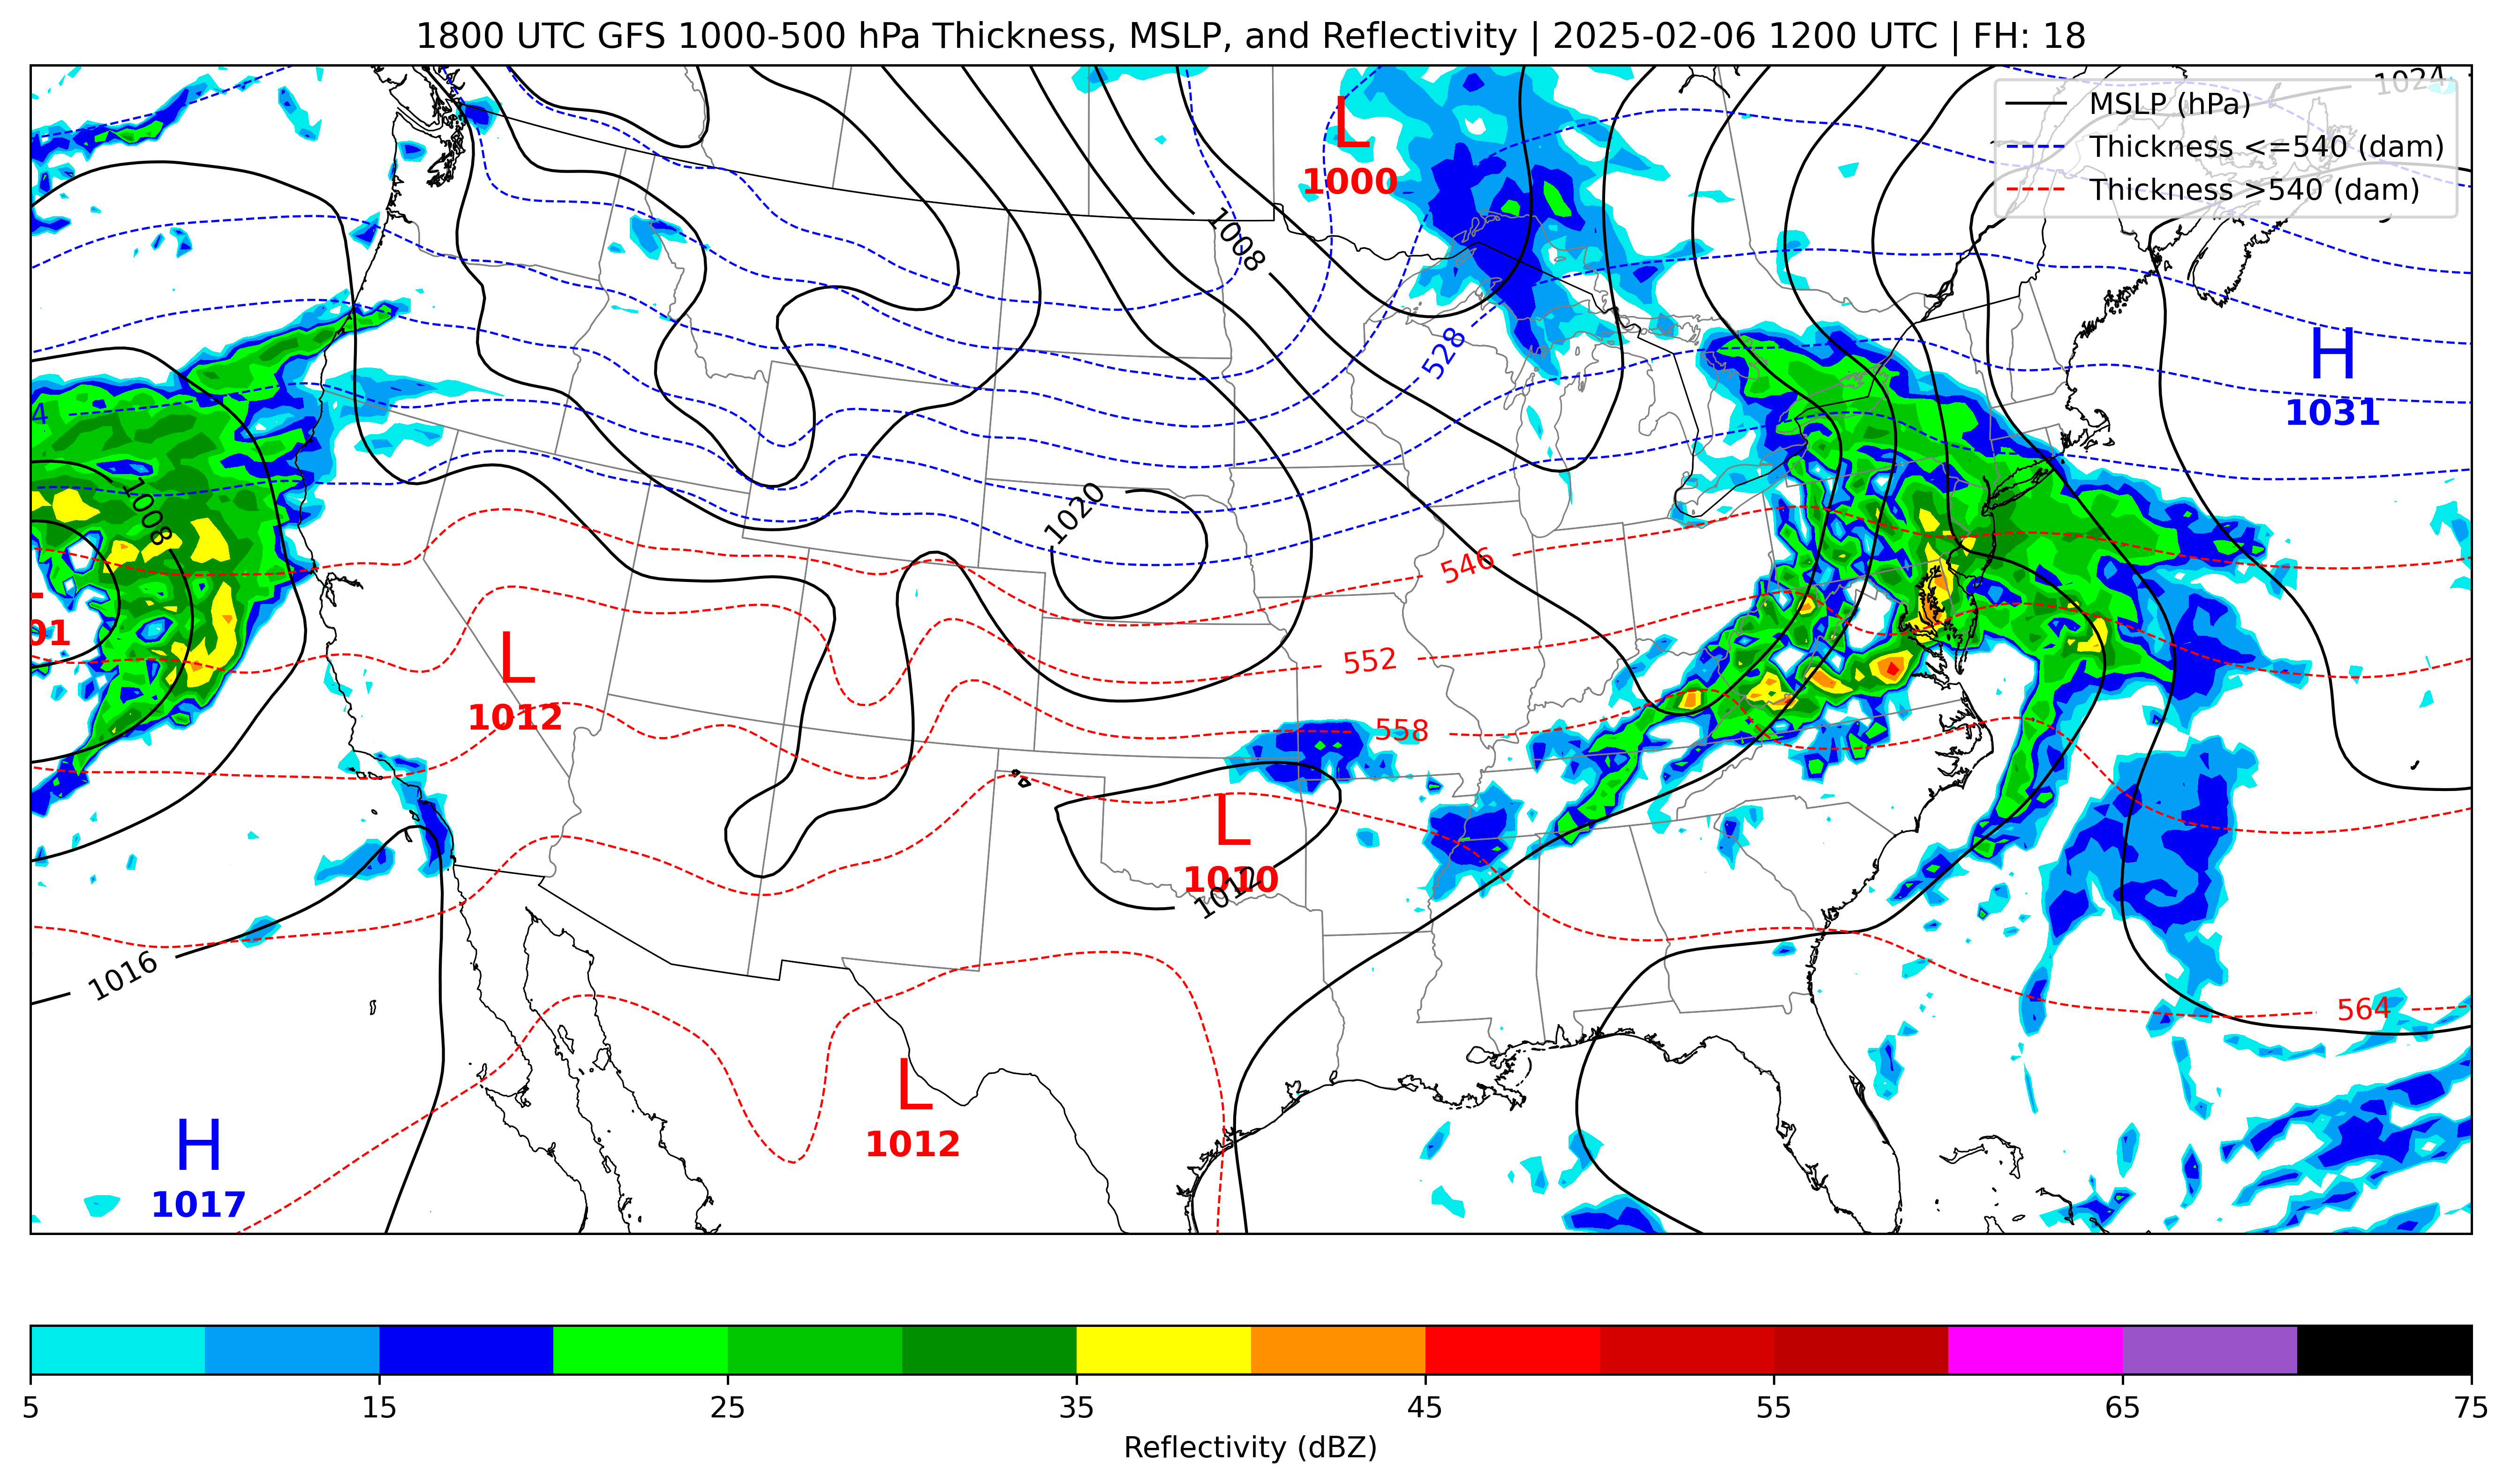 1800 UTC GFS 1000-500 hPa Thickness, MSLP, and Reflectivity | 2025-02-06 1200 UTC | FH: 18
1024
MSLP (hPa)
Thickness <=540 (dam)
Thickness >540 (dam)
L
1000
1008
528
H
1031
4
1008
1020
546
01
552
L
1012
558
L
1010
1012
1016
564
L
1012
H
1017
5 15 25 35 45 55 65 75
Reflectivity (dBZ)